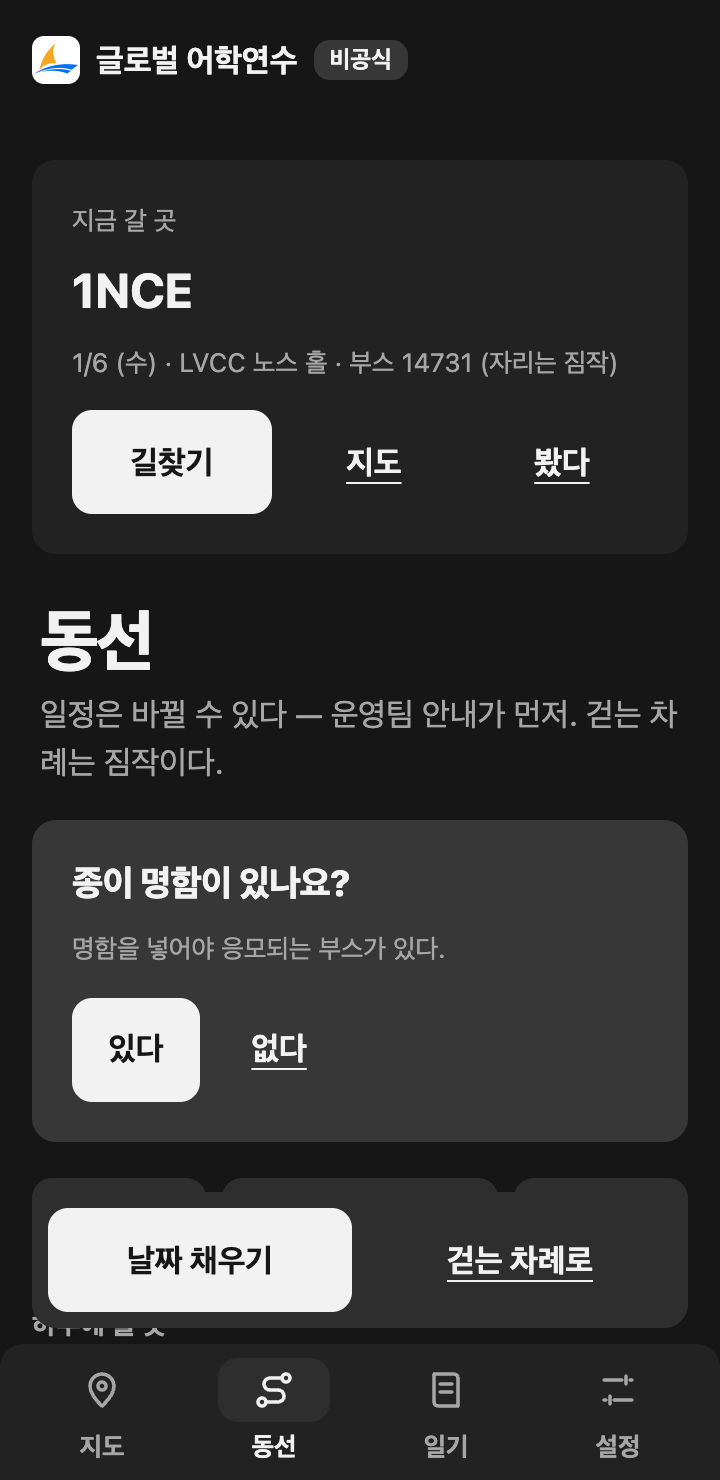 글로벌 어학연수
비공식
지금 갈 곳
1NCE
1/6 (수) · LVCC 노스 홀 · 부스 14731 (자리는 짐작)
길찾기
지도
봤다
동선
일정은 바뀔 수 있다 — 운영팀 안내가 먼저. 걷는 차
례는 짐작이다.
종이 명함이 있나요?
명함을 넣어야 응모되는 부스가 있다.
있다
없다
날짜 채우기
걷는 차례로
지도
동선
일기
설정